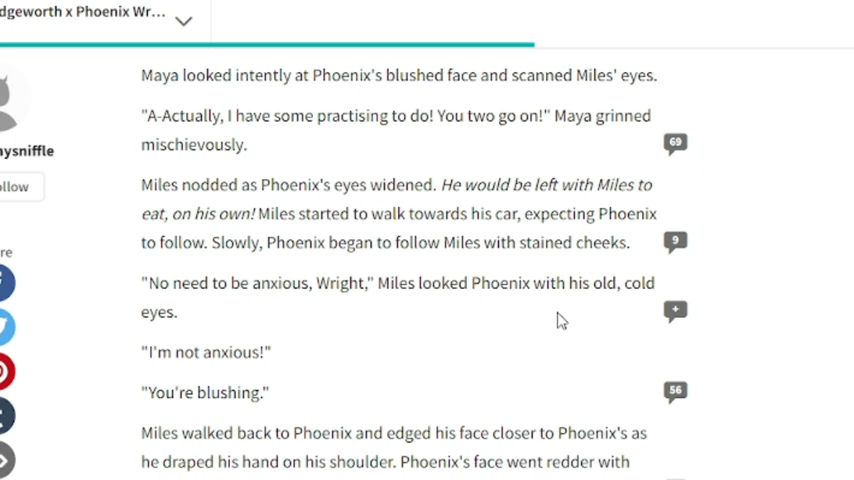 dgeworth x Phoenix Wr...
Maya looked intently at Phoenix's blushed face and scanned Miles' eyes.
"A-Actually, I have some practising to do! You two go on!" Maya grinned
mischievously.
69
aysniffle
ollow
Miles nodded as Phoenix's eyes widened. He would be left with Miles to
eat, on his own! Miles started to walk towards his car, expecting Phoenix
to follow. Slowly, Phoenix began to follow Miles with stained cheeks.
9
re
"No need to be anxious, Wright," Miles looked Phoenix with his old, cold
eyes.
+
"I'm not anxious!"
"You're blushing."
56
Miles walked back to Phoenix and edged his face closer to Phoenix's as
he draped his hand on his shoulder. Phoenix's face went redder with